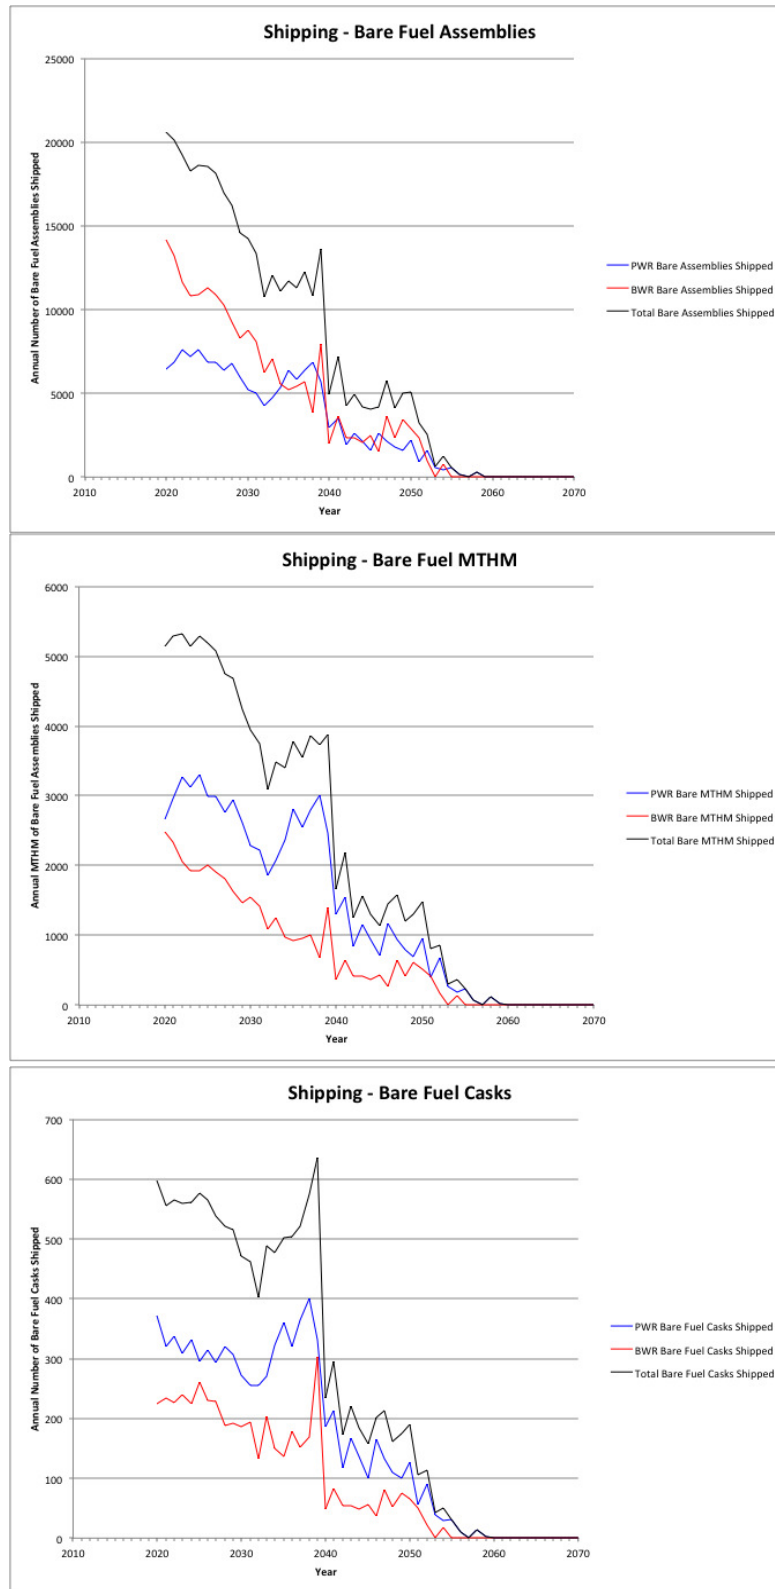 Shipping - Bare Fuel Assemblies
Annual Number of Bare Fuel Assemblies Shipped
25000
20000
15000
10000
5000
0
2010 2020 2030 2040 2050 2060 2070
Year
PWR Bare Assemblies Shipped
BWR Bare Assemblies Shipped
Total Bare Assemblies Shipped
Shipping - Bare Fuel MTHM
Annual MTHM of Bare Fuel Assemblies Shipped
6000
5000
4000
3000
2000
1000
0
2010 2020 2030 2040 2050 2060 2070
Year
PWR Bare MTHM Shipped
BWR Bare MTHM Shipped
Total Bare MTHM Shipped
Shipping - Bare Fuel Casks
Annual Number of Bare Fuel Casks Shipped
700
600
500
400
300
200
100
0
2010 2020 2030 2040 2050 2060 2070
Year
PWR Bare Fuel Casks Shipped
BWR Bare Fuel Casks Shipped
Total Bare Fuel Casks Shipped